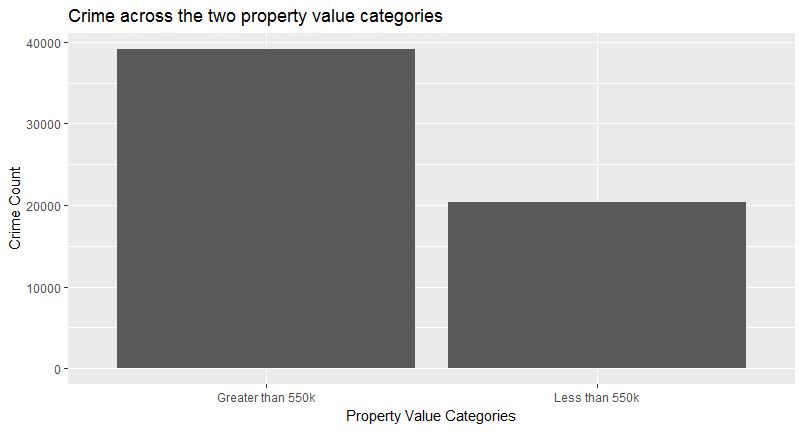 Crime across the two property value categories
40000
30000
20000
10000
0
Crime Count
Greater than 550k
Less than 550k
Property Value Categories